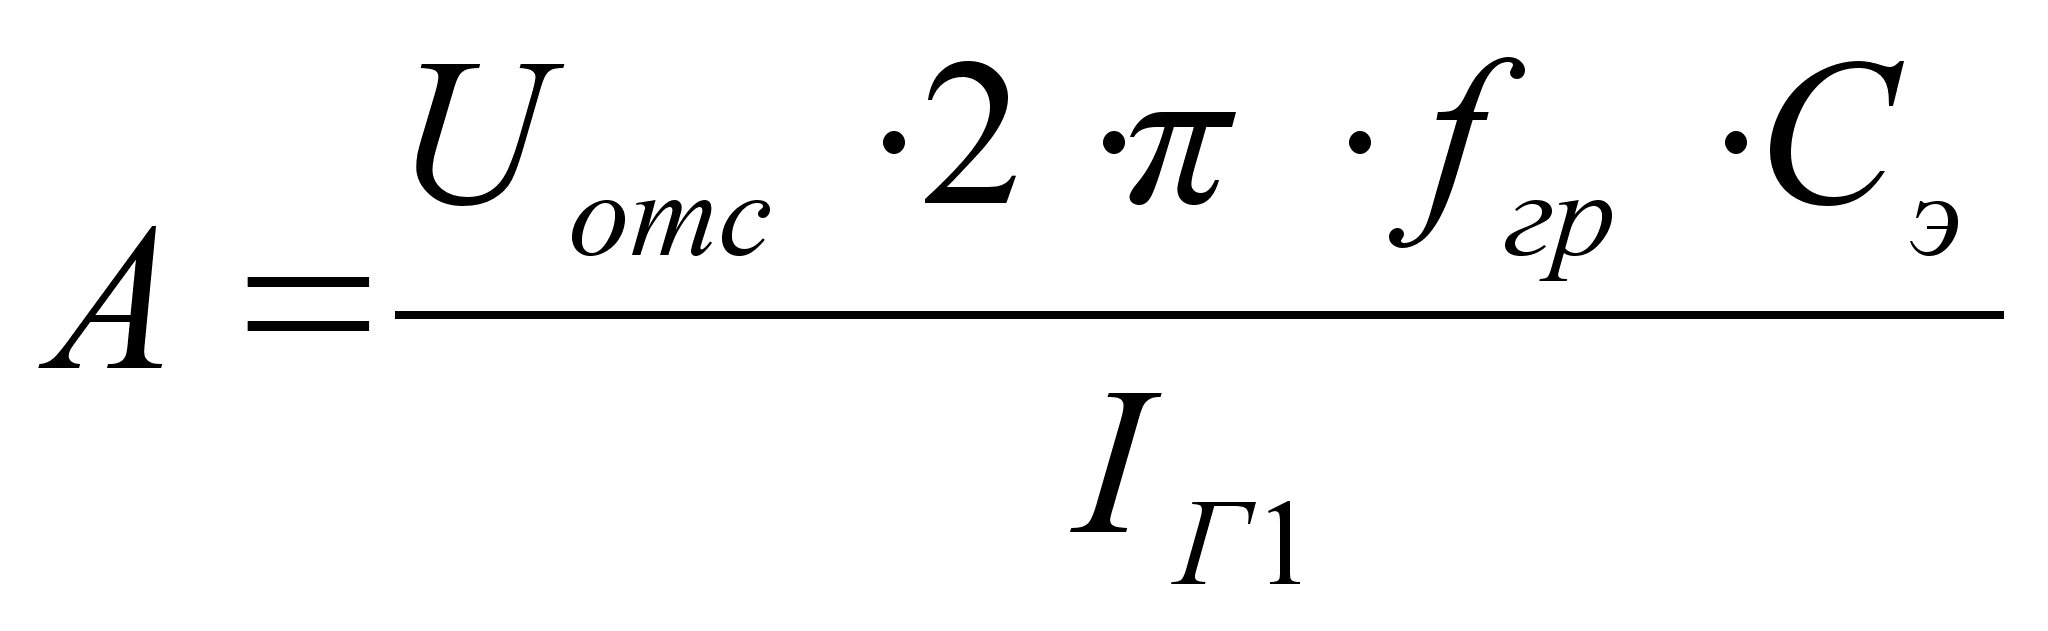 A = U_отс · 2 · π · f_гр · C_э
I_Г1